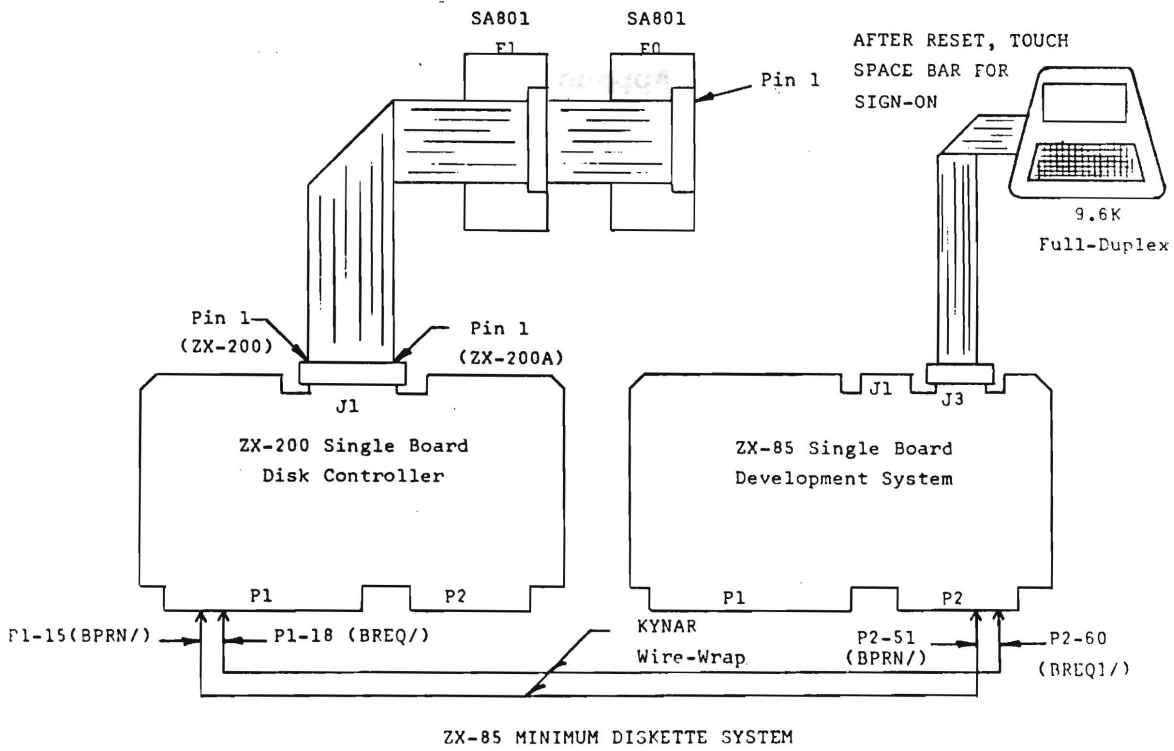 SA801
F1
SA801
F0
Pin 1
AFTER RESET, TOUCH
SPACE BAR FOR
SIGN-ON
9.6K
Full-Duplex
Pin 1
(ZX-200)
Pin 1
(ZX-200A)
J1
ZX-200 Single Board
Disk Controller
P1
P2
J1
J3
ZX-85 Single Board
Development System
P1
P2
P1-15(BPRN/)
P1-18 (BREQ/)
KYNAR
Wire-Wrap
P2-51
(BPRN/)
P2-60
(BREQ1/)
ZX-85 MINIMUM DISKETTE SYSTEM